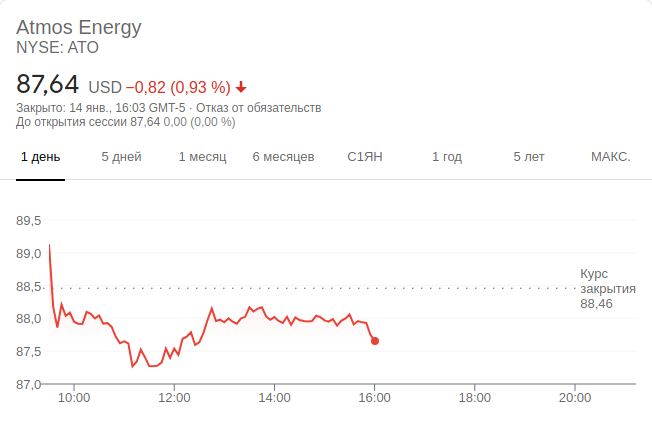 Atmos Energy
NYSE: ATO
87,64 USD −0,82 (0,93 %)
Закрыто: 14 янв., 16:03 GMT-5 · Отказ от обязательств
До открытия сессии 87,64 0,00 (0,00 %)
1 день 5 дней 1 месяц 6 месяцев С1ЯН 1 год 5 лет МАКС.
89,5
89,0
88,5
88,0
87,5
87,0
Курс
закрытия
88,46
10:00 12:00 14:00 16:00 18:00 20:00